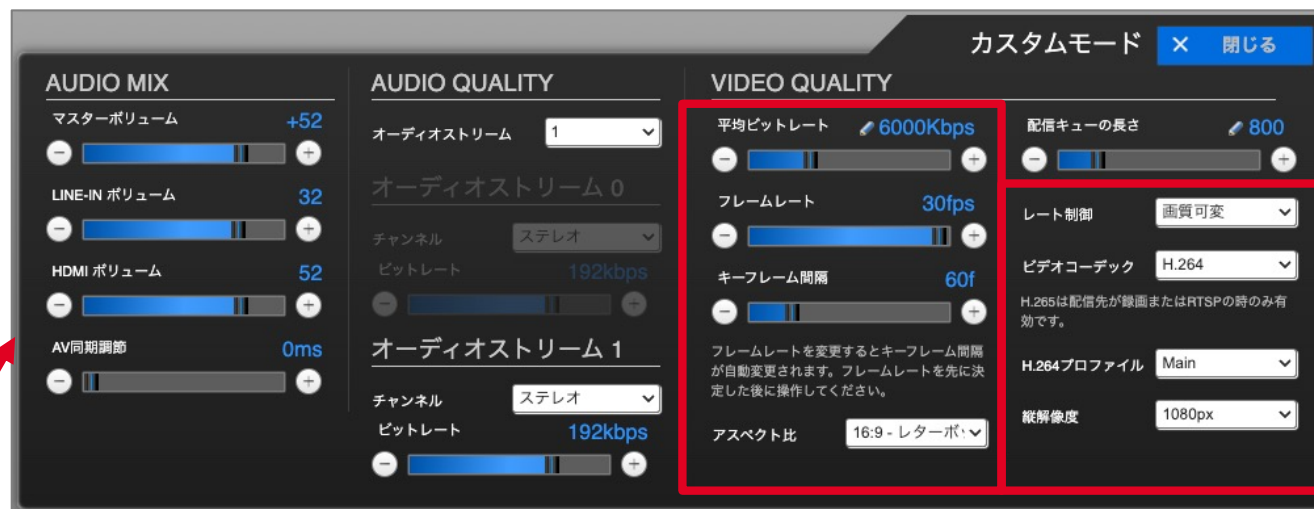 カスタムモード
× 閉じる
AUDIO MIX
マスターボリューム +52
LINE-IN ボリューム 32
HDMI ボリューム 52
AV同期調節 0ms
AUDIO QUALITY
オーディオストリーム 1
オーディオストリーム 0
チャンネル ステレオ
ビットレート 192kbps
オーディオストリーム 1
チャンネル ステレオ
ビットレート 192kbps
VIDEO QUALITY
平均ビットレート 6000Kbps
フレームレート 30fps
キーフレーム間隔 60f
フレームレートを変更するとキーフレーム間隔
が自動変更されます。フレームレートを先に決
定した後に操作してください。
アスペクト比 16:9 - レターボ
配信キューの長さ 800
レート制御 画質可変
ビデオコーデック H.264
H.265は配信先が録画またはRTSPの時のみ有
効です。
H.264プロファイル Main
縦解像度 1080px